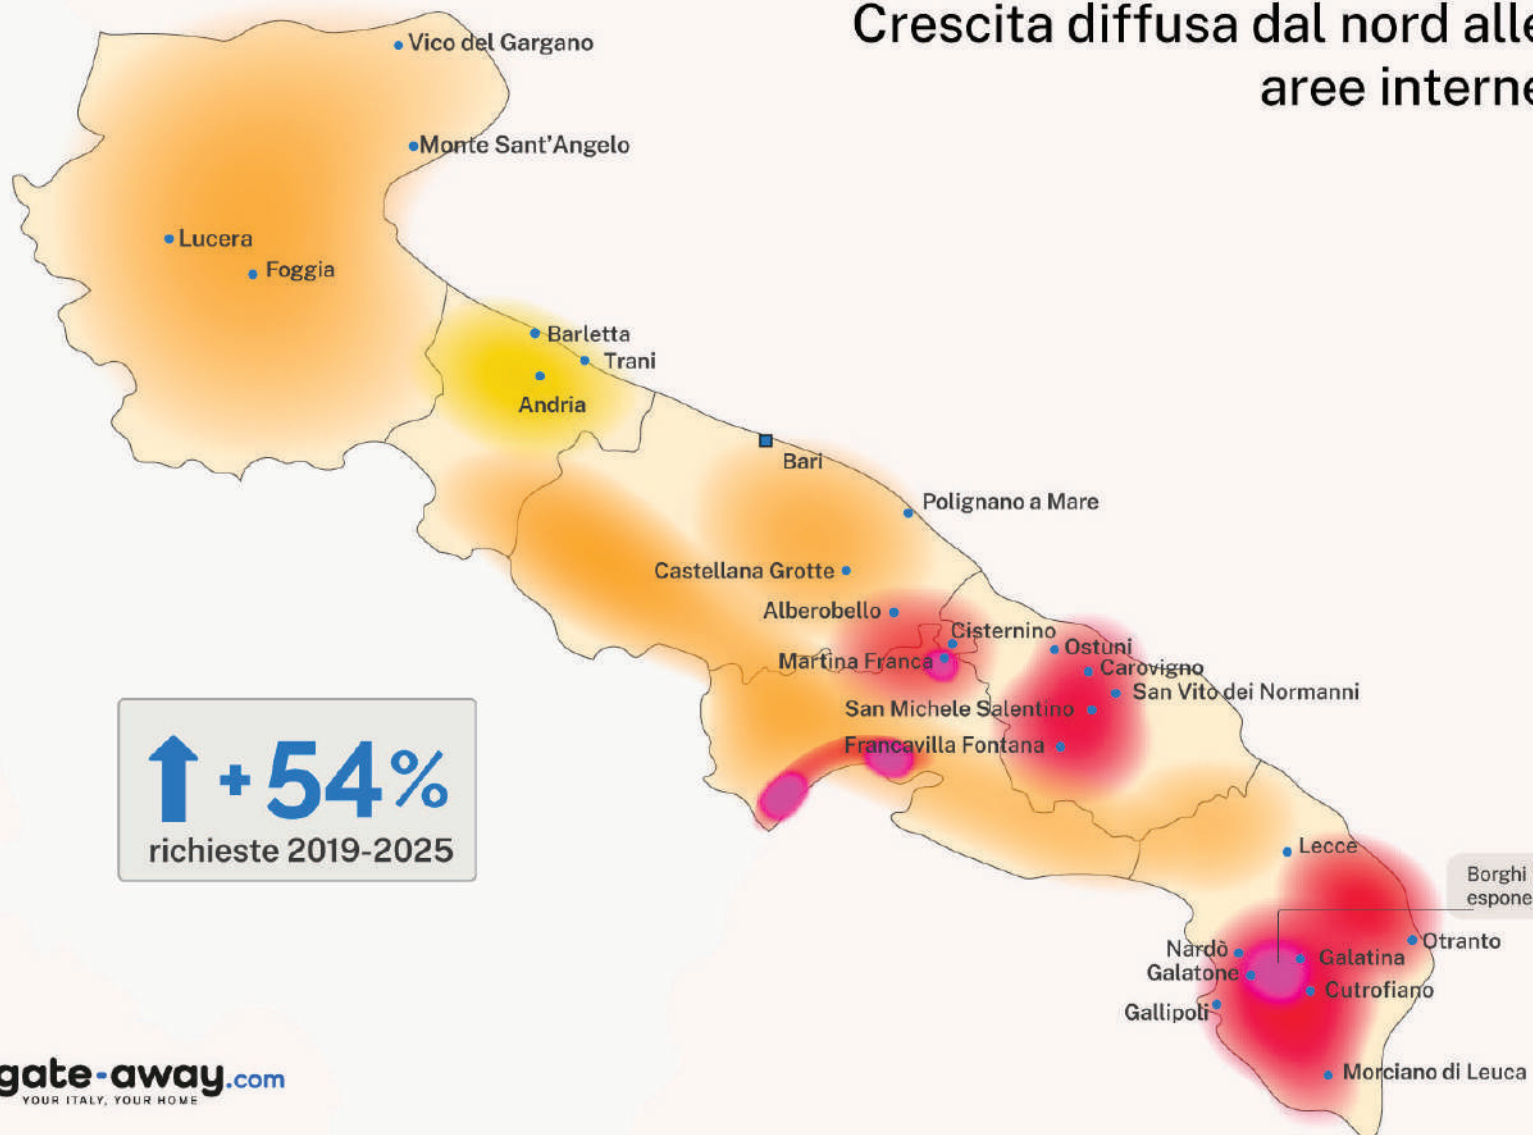 Crescita diffusa dal nord alle
aree interne
Vico del Gargano
Monte Sant'Angelo
Lucera
Foggia
Barletta
Trani
Andria
Bari
Polignano a Mare
Castellana Grotte
Alberobello
Cisternino
Ostuni
Martina Franca
Carovigno
San Vito dei Normanni
San Michele Salentino
Francavilla Fontana
+54%
richieste 2019-2025
Lecce
Borghi
espone
Otranto
Nardò
Galatina
Galatone
Cutrofiano
Gallipoli
Morciano di Leuca
gate-away.com
YOUR ITALY, YOUR HOME